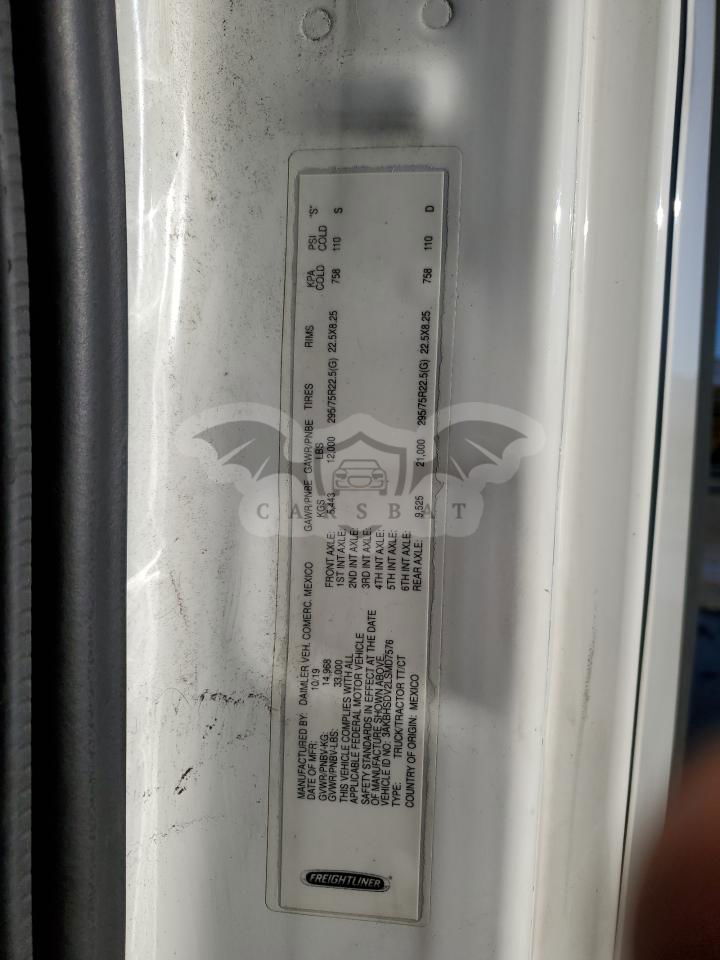 FREIGHTLINER
MANUFACTURED BY: DAIMLER VEH. COMERC. MEXICO
DATE OF MFR: 10/19
GVWR/PNBV-KG: 14,968
GVWR/PNBV-LBS: 33,000
THIS VEHICLE COMPLIES WITH ALL
APPLICABLE FEDERAL MOTOR VEHICLE
SAFETY STANDARDS IN EFFECT AT THE DATE
OF MANUFACTURE SHOWN ABOVE.
VEHICLE ID NO: 3AKBHSDV2LSMD7576
TYPE: TRUCK/TRACTOR TT/CT
COUNTRY OF ORIGIN: MEXICO
GAWR/PNBE GAWR/PNBE TIRES RIMS KPA PSI "S"
KGS LBS COLD COLD
FRONT AXLE: 5,443 12,000 295/75R22.5(G) 22.5X8.25 758 110 S
1ST INT AXLE:
2ND INT AXLE:
3RD INT AXLE:
4TH INT AXLE:
5TH INT AXLE:
6TH INT AXLE:
REAR AXLE: 9,525 21,000 295/75R22.5(G) 22.5X8.25 758 110 D
CARSBAT